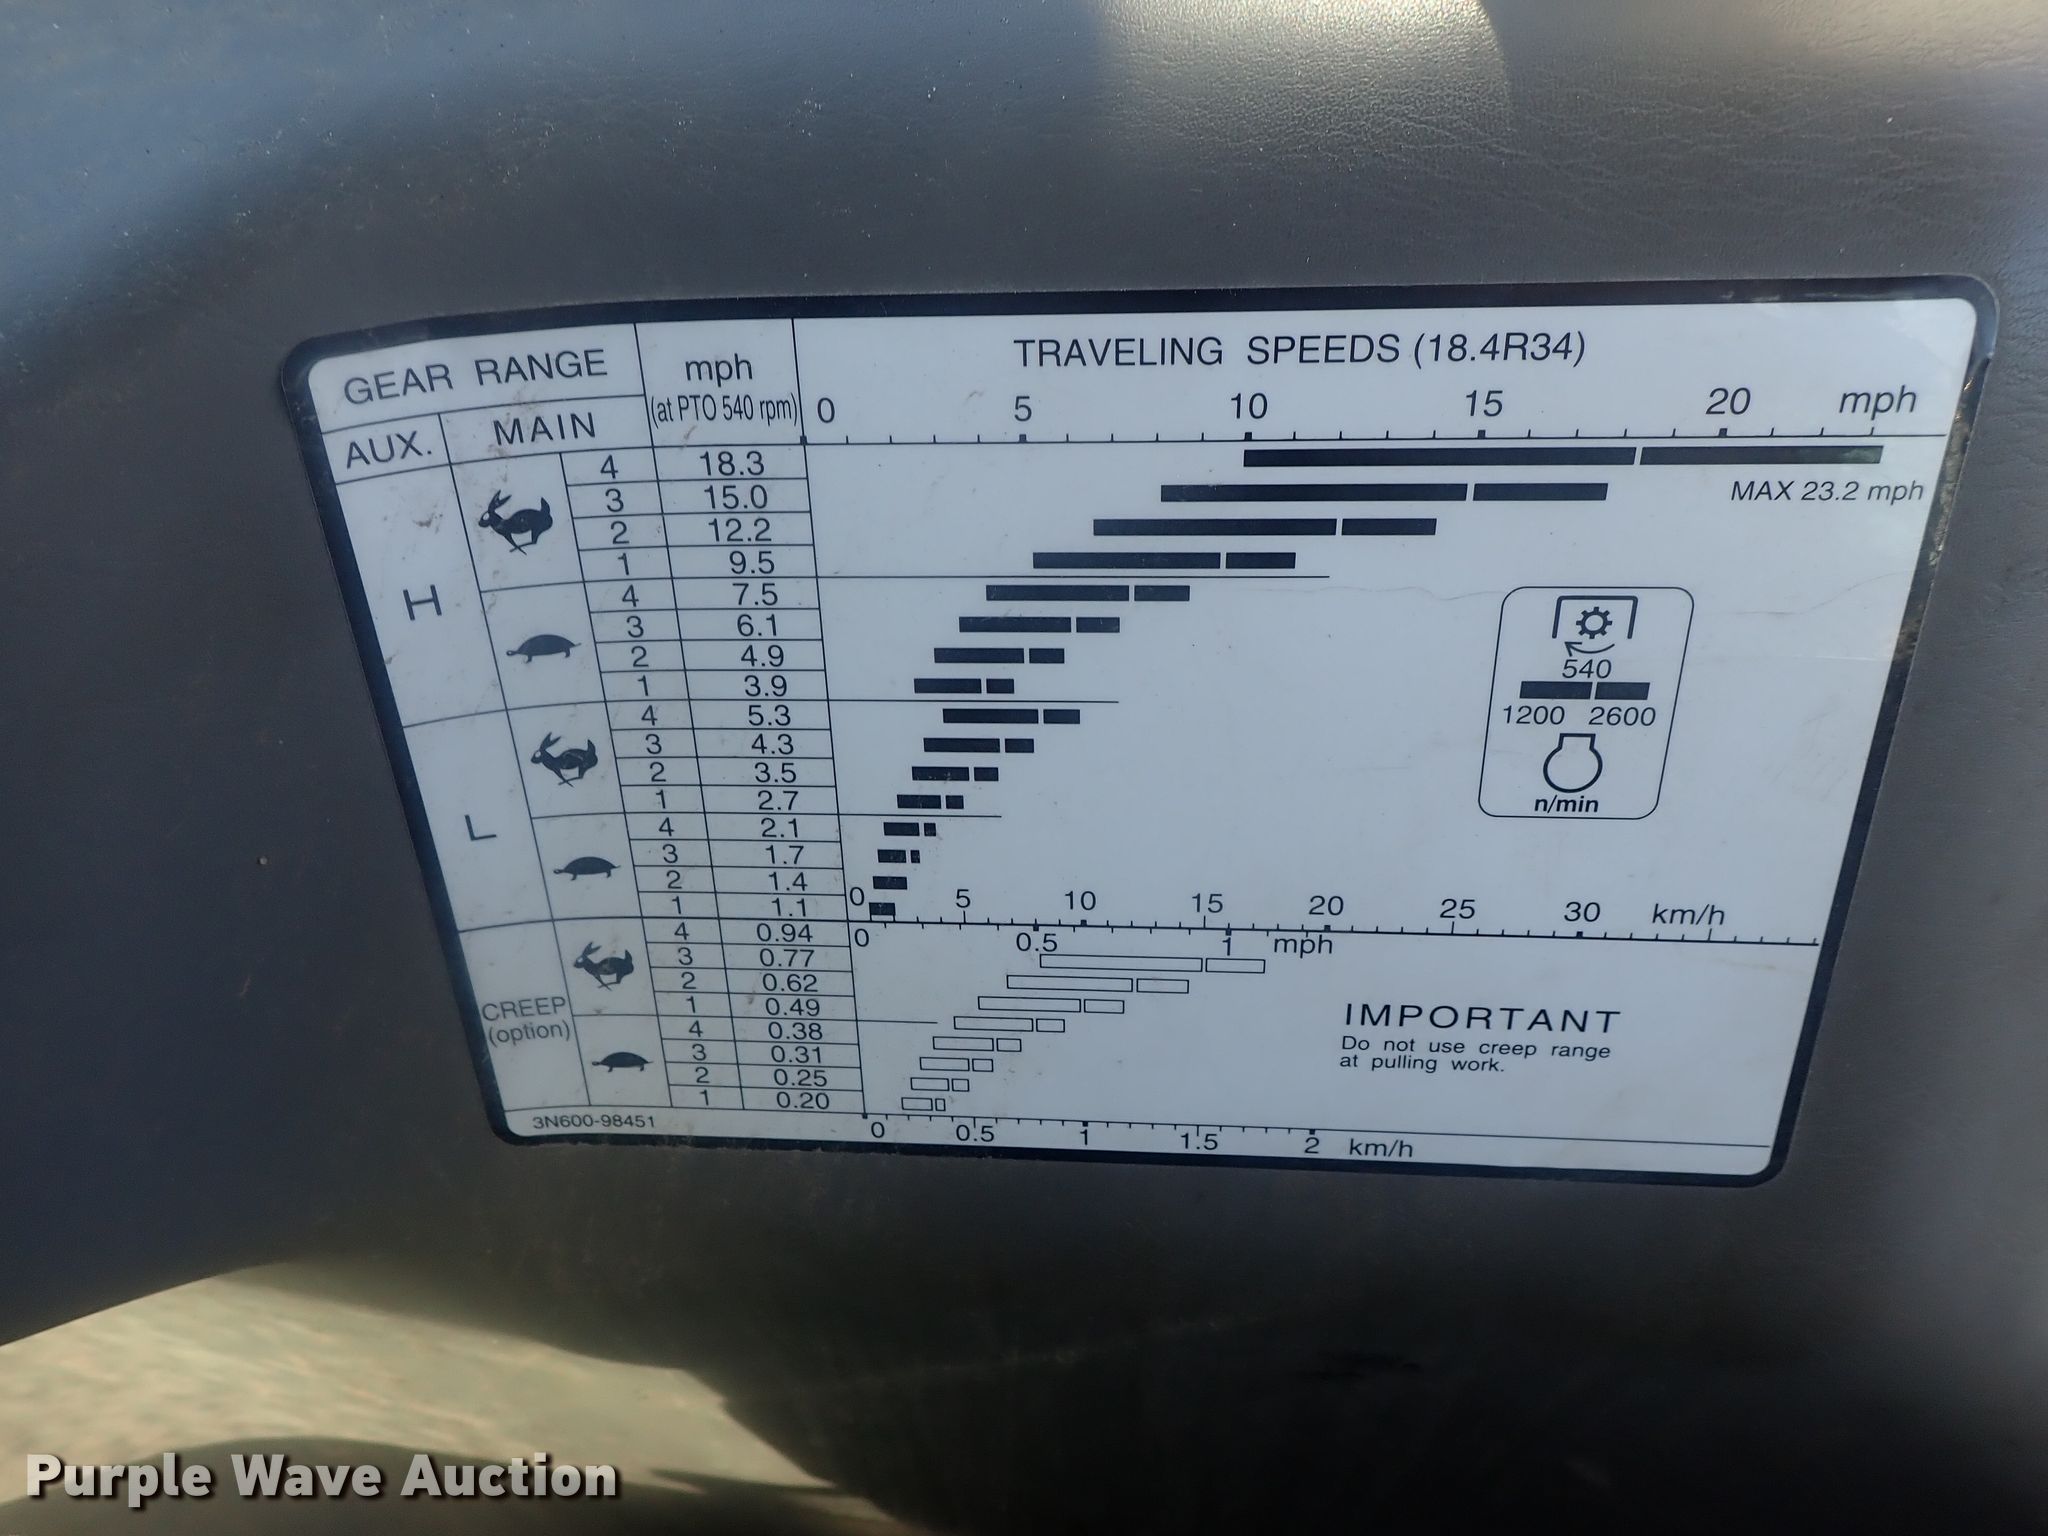 GEAR RANGE
mph
(at PTO 540 rpm)
TRAVELING SPEEDS (18.4R34)
AUX.
MAIN
0 5 10 15 20 mph
4 18.3
3 15.0
MAX 23.2 mph
2 12.2
1 9.5
H
4 7.5
3 6.1
2 4.9
1 3.9
540
1200 2600
n/min
4 5.3
3 4.3
2 3.5
1 2.7
L
4 2.1
3 1.7
2 1.4
1 1.1
0 5 10 15 20 25 30 km/h
0 0.5 1 mph
4 0.94
3 0.77
2 0.62
1 0.49
CREEP
(option)
4 0.38
3 0.31
2 0.25
1 0.20
IMPORTANT
Do not use creep range
at pulling work.
3N600-98451
0 0.5 1 1.5 2 km/h
Purple Wave Auction